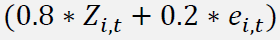 (0.8 * Z_{i,t} + 0.2 * e_{i,t})